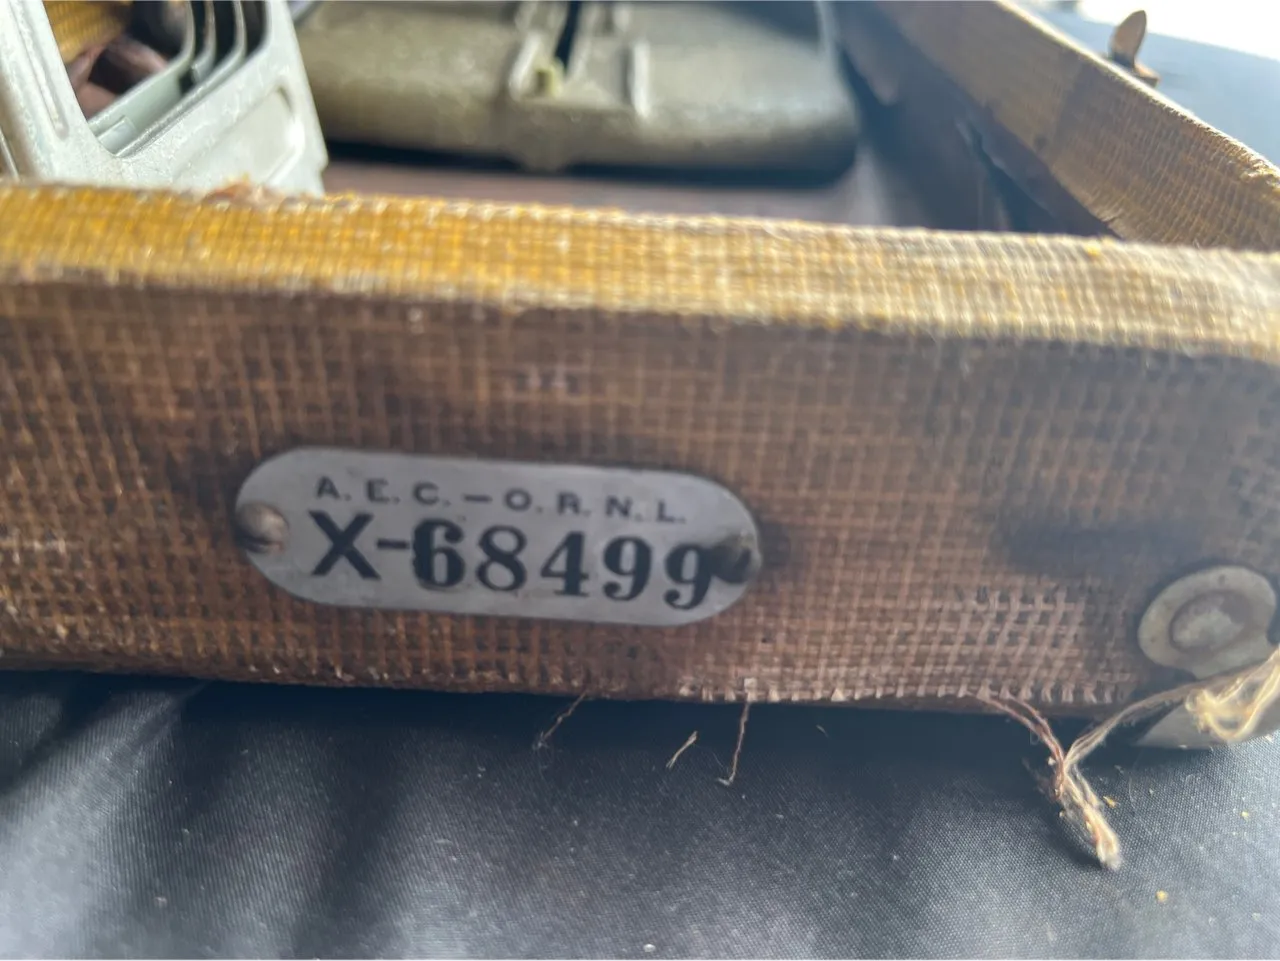 A. E. C. — O. R. N. L.
X-68499